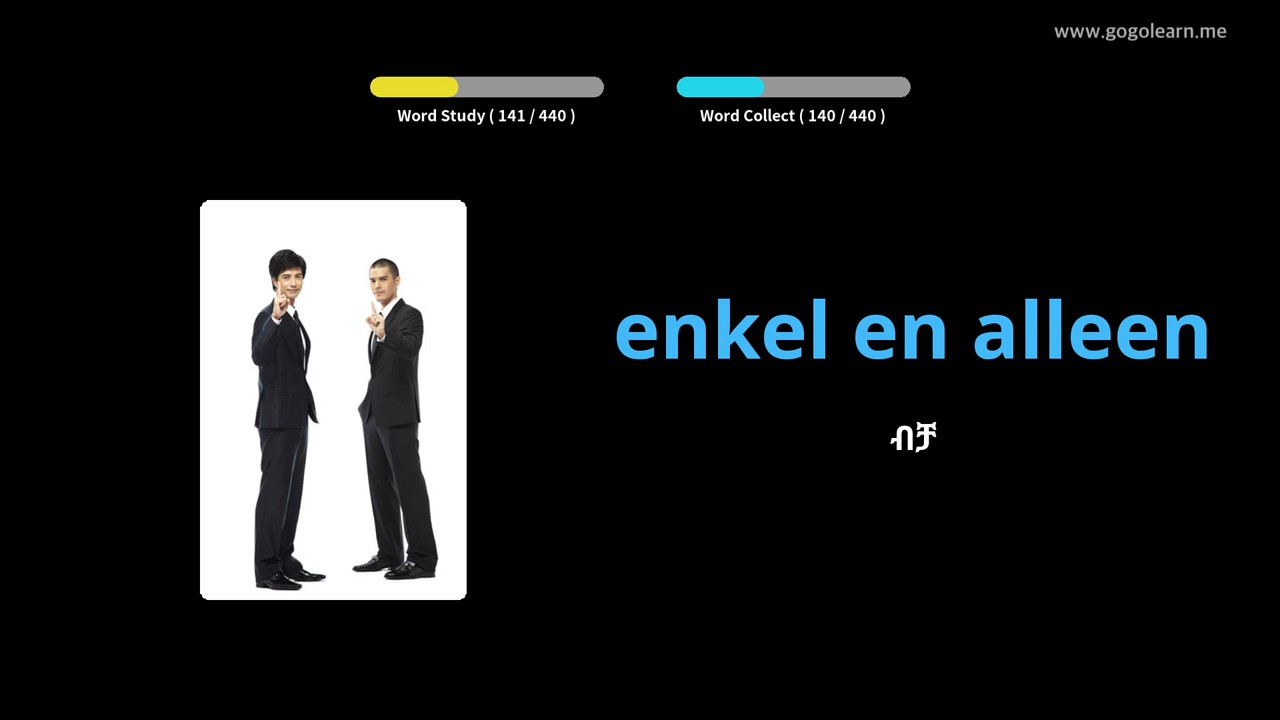 www.gogolearn.me
Word Study ( 141 / 440 )
Word Collect ( 140 / 440 )
enkel en alleen
ብቻ